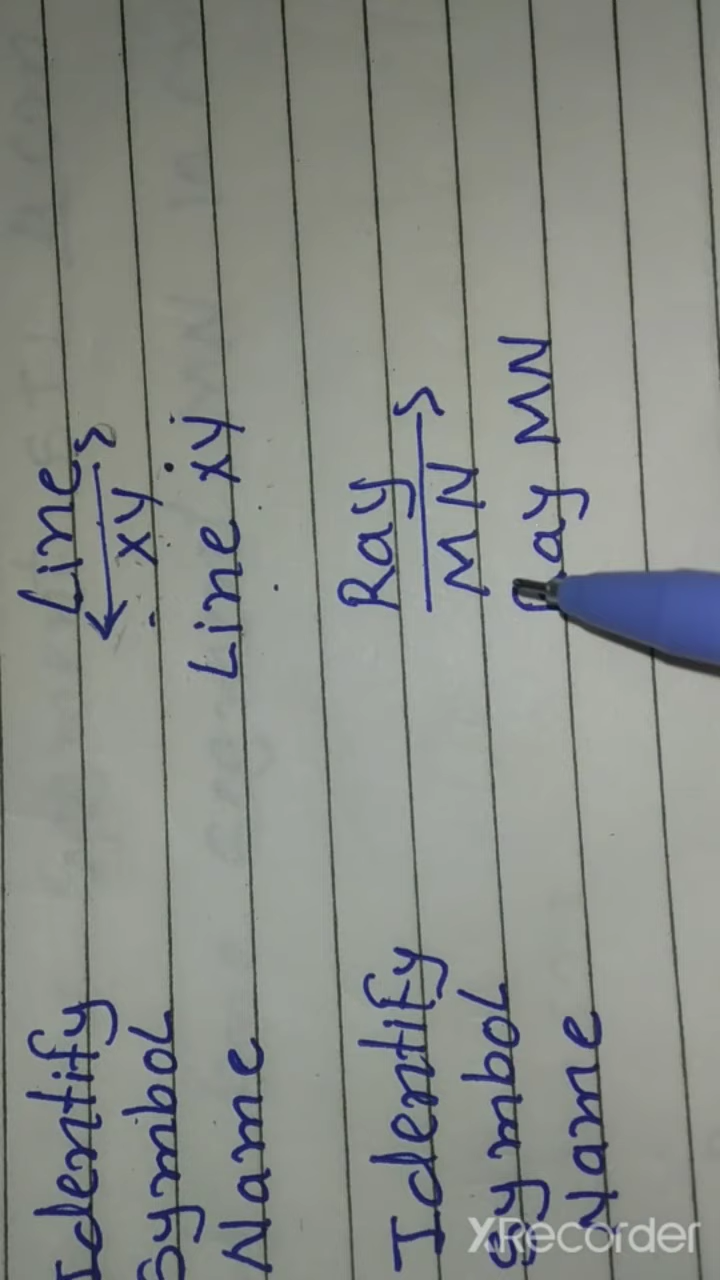 Identify Line
Symbol XY
Name Line XY
Identify Ray
Symbol MN
Name Ray MN
XRecorder